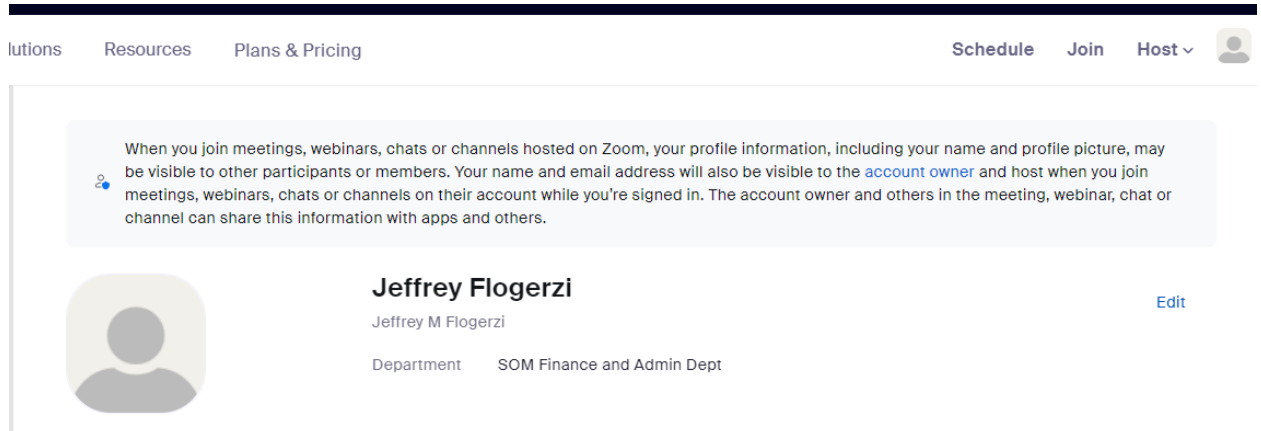 lutions Resources Plans & Pricing Schedule Join Host
When you join meetings, webinars, chats or channels hosted on Zoom, your profile information, including your name and profile picture, may
be visible to other participants or members. Your name and email address will also be visible to the account owner and host when you join
meetings, webinars, chats or channels on their account while you're signed in. The account owner and others in the meeting, webinar, chat or
channel can share this information with apps and others.
Jeffrey Flogerzi
Edit
Jeffrey M Flogerzi
Department SOM Finance and Admin Dept